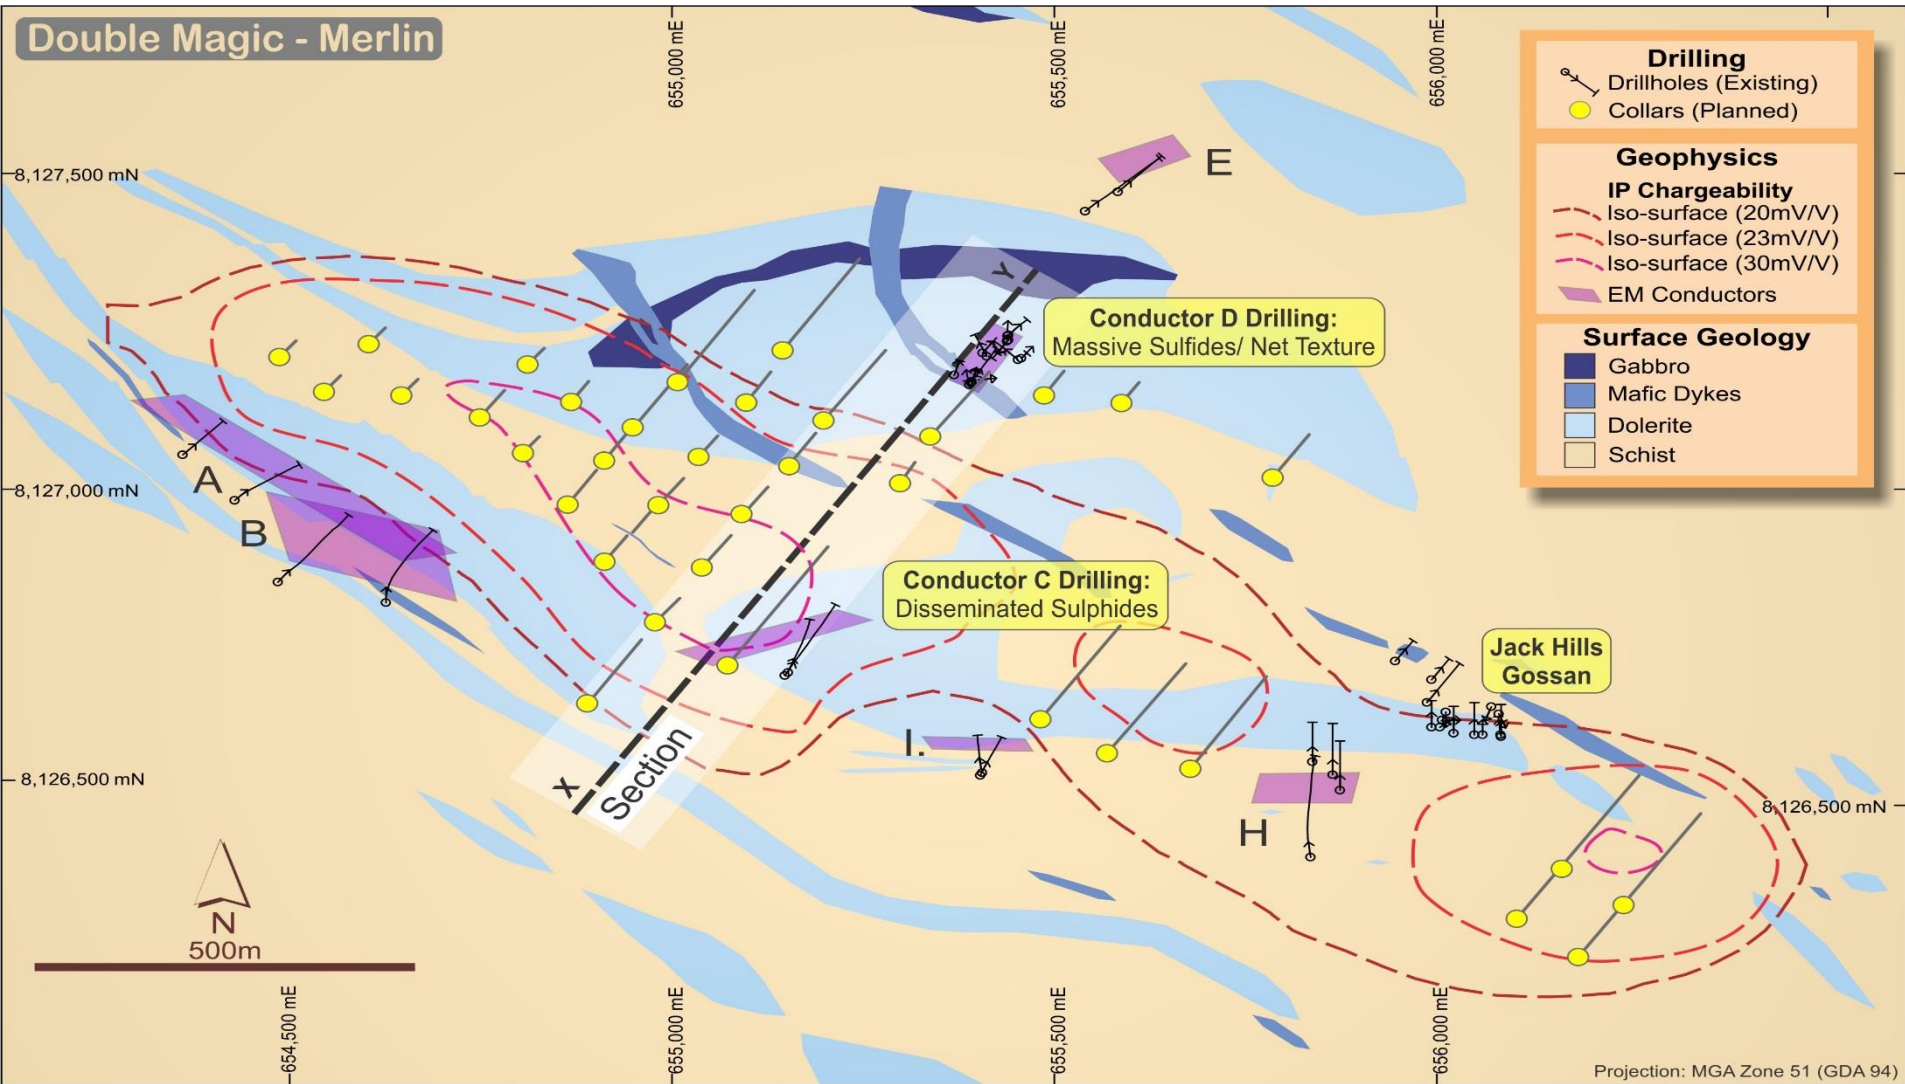 Double Magic - Merlin
655,000 mE
655,500 mE
656,000 mE
Drilling
Drillholes (Existing)
Collars (Planned)
Geophysics
IP Chargeability
Iso-surface (20mV/V)
Iso-surface (23mV/V)
Iso-surface (30mV/V)
EM Conductors
Surface Geology
Gabbro
Mafic Dykes
Dolerite
Schist
8,127,500 mN
E
Y
Conductor D Drilling:
Massive Sulfides/ Net Texture
A
8,127,000 mN
B
Conductor C Drilling:
Disseminated Sulphides
Jack Hills
Gossan
I.
8,126,500 mN
X
Section
8,126,500 mN
H
N
500m
654,500 mE
655,000 mE
655,500 mE
656,000 mE
Projection: MGA Zone 51 (GDA 94)